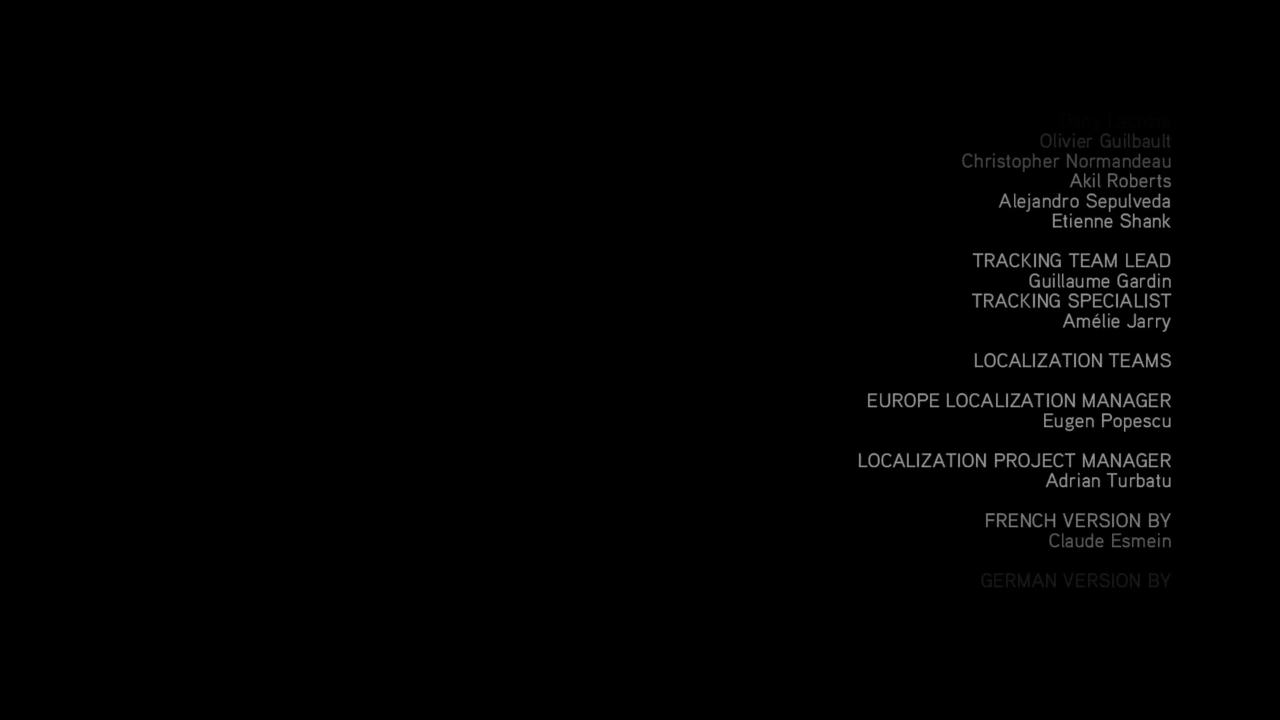 Olivier Guilbault
Christopher Normandeau
Akil Roberts
Alejandro Sepulveda
Etienne Shank
TRACKING TEAM LEAD
Guillaume Gardin
TRACKING SPECIALIST
Amélie Jarry
LOCALIZATION TEAMS
EUROPE LOCALIZATION MANAGER
Eugen Popescu
LOCALIZATION PROJECT MANAGER
Adrian Turbatu
FRENCH VERSION BY
Claude Esmein
GERMAN VERSION BY